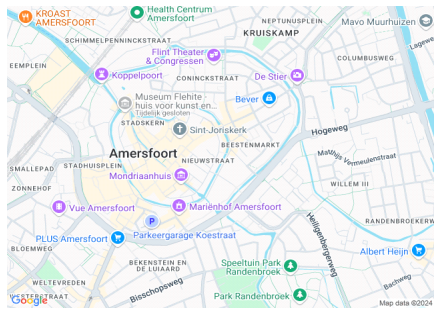 KROAST
AMERSFOORT
Health Centrum
Amersfoort
NEPTUNUSPLEIN
Mavo Muurhuizen
KRUISKAMP
SCHIMMELPENNINCKSTRAAT
Flint Theater
& Congressen
COLUMBUSWEG
Lageweg
EEMPLEIN
Koppelpoort
CONINCKSTRAAT
De Stier
Museum Flehite -
huis voor kunst en...
Tijdelijk gesloten
Bever
STADSKERN
Sint-Joriskerk
Hogeweg
BEESTENMARKT
Amersfoort
NIEUWSTRAAT
Matthijs Vermeulenstraat
SMALLEPAD
STADHUISPLEIN
Mondriaanhuis
ZONNEHOF
WILLEM III
Vue Amersfoort
Mariënhof Amersfoort
Heiligenbergerweg
RANDENBROEKERW
Parkeergarage Koestraat
PLUS Amersfoort
BLOEMWEG
Albert Heijn
BEKENSTEIN EN
DE LUIAARD
Speeltuin Park
Randenbroek
WELTEVREDEN
Bisschopsweg
Bachweg
Park Randenbroek
WESTERSTRAAT
Google
Map data ©2024